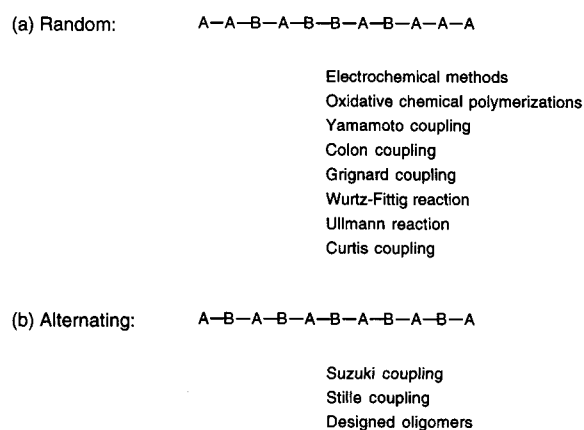 (a) Random: A—A—B—A—B—B—A—B—A—A—A
Electrochemical methods
Oxidative chemical polymerizations
Yamamoto coupling
Colon coupling
Grignard coupling
Wurtz-Fittig reaction
Ullmann reaction
Curtis coupling
(b) Alternating: A—B—A—B—A—B—A—B—A—B—A
Suzuki coupling
Stille coupling
Designed oligomers